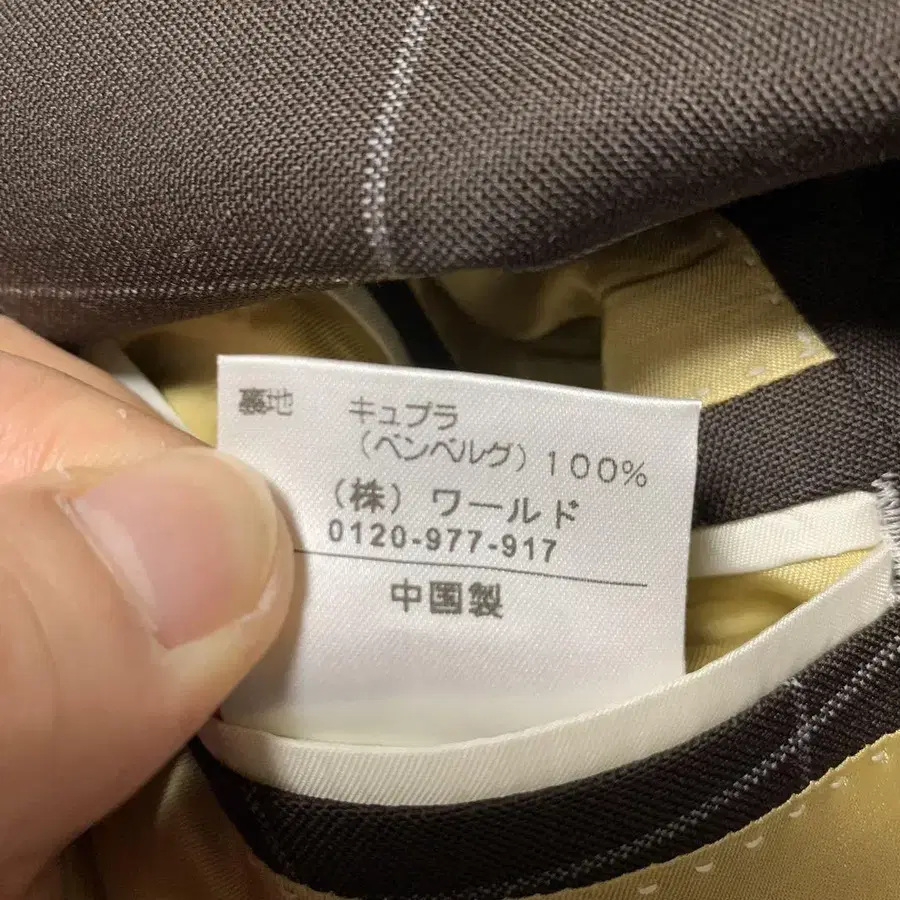 裏地 キュプラ
(ベンベルグ) 100%
(株) ワールド
0120-977-917
中国製